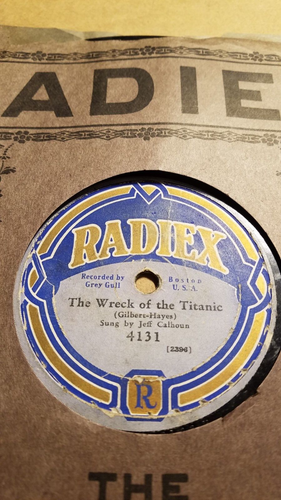 ADIE
RADIEX
Recorded by
Grey Gull
Boston
U.S.A.
The Wreck of the Titanic
(Gilbers-Hayes)
Sung by Jeff Calhoun
4131
[2396]
R
THE